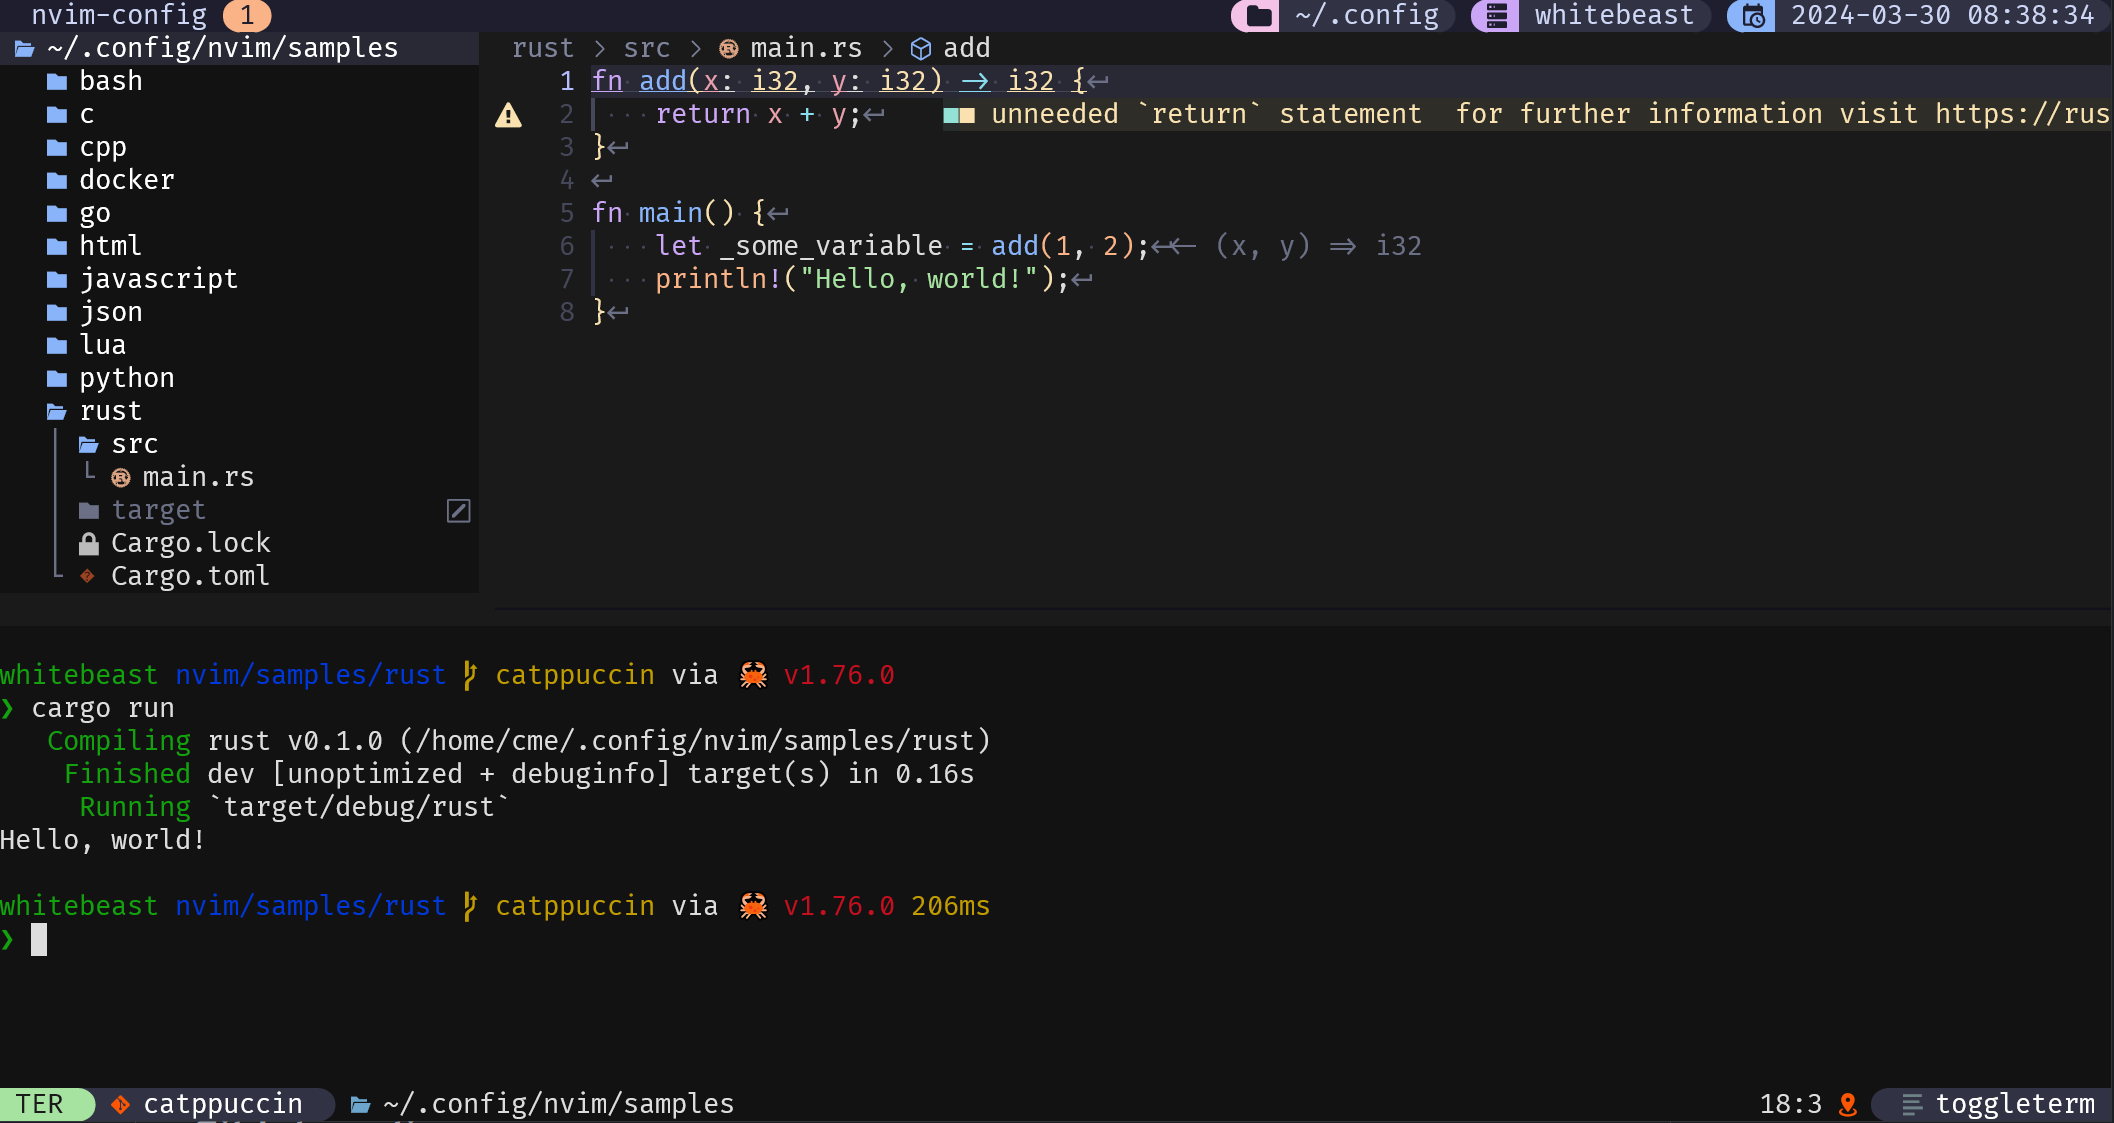 nvim-config 1 ~/.config whitebeast 2024-03-30 08:38:34
~/.config/nvim/samples
bash
c
cpp
docker
go
html
javascript
json
lua
python
rust
src
main.rs
target
Cargo.lock
Cargo.toml
rust > src > main.rs > add
1 fn add(x: i32, y: i32) -> i32 {
2 return x + y; unneeded `return` statement for further information visit https://rus
3 }
4
5 fn main() {
6 let _some_variable = add(1, 2); <- (x, y) => i32
7 println!("Hello, world!");
8 }
whitebeast nvim/samples/rust catppuccin via 🦀 v1.76.0
❯ cargo run
Compiling rust v0.1.0 (/home/cme/.config/nvim/samples/rust)
Finished dev [unoptimized + debuginfo] target(s) in 0.16s
Running `target/debug/rust`
Hello, world!
whitebeast nvim/samples/rust catppuccin via 🦀 v1.76.0 206ms
❯
TER catppuccin ~/.config/nvim/samples 18:3 toggleterm